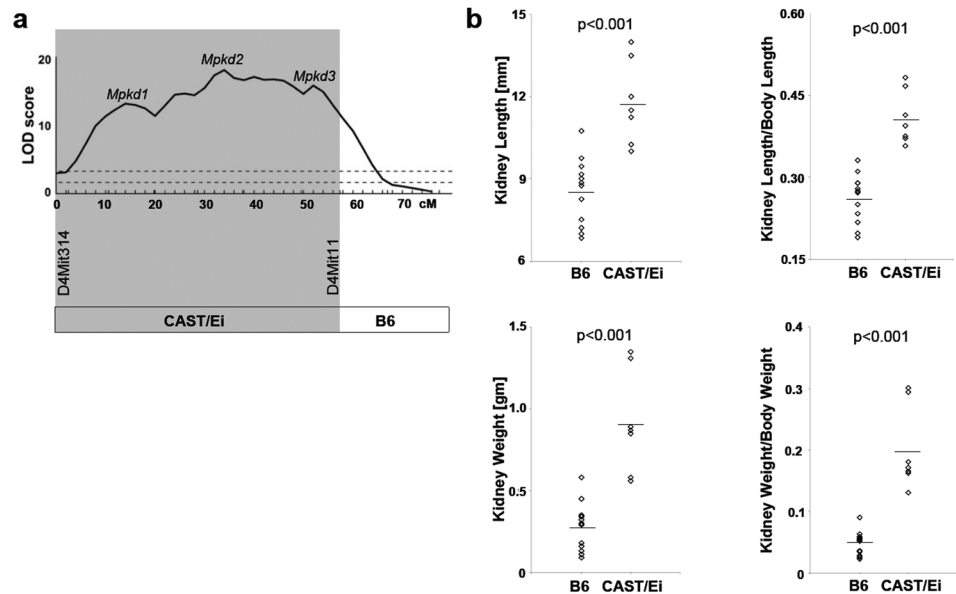 a
LOD score
20
10
0
Mpkd1
Mpkd2
Mpkd3
0 10 20 30 40 50 60 70 cM
D4Mit314
D4Mit11
CAST/Ei B6
b
Kidney Length [mm]
15
12
9
6
p<0.001
B6 CAST/Ei
Kidney Length/Body Length
0.60
0.45
0.30
0.15
p<0.001
B6 CAST/Ei
Kidney Weight [gm]
1.5
1.0
0.5
0
p<0.001
B6 CAST/Ei
Kidney Weight/Body Weight
0.4
0.3
0.2
0.1
0
p<0.001
B6 CAST/Ei